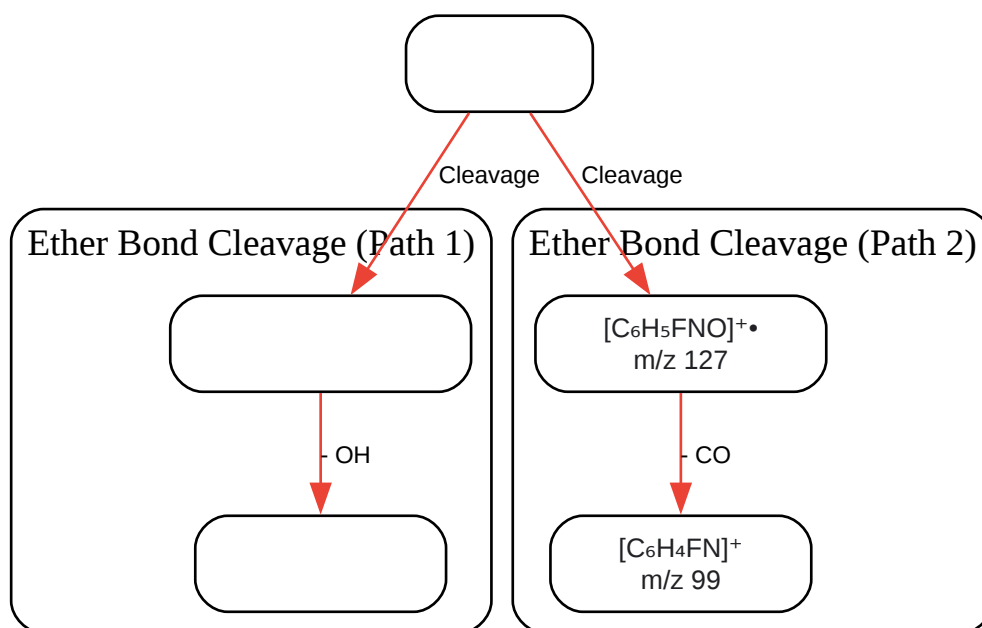 Cleavage
Cleavage
Ether Bond Cleavage (Path 1)
Ether Bond Cleavage (Path 2)
[C₆H₅FNO]⁺•
m/z 127
- OH
- CO
[C₆H₄FN]⁺
m/z 99